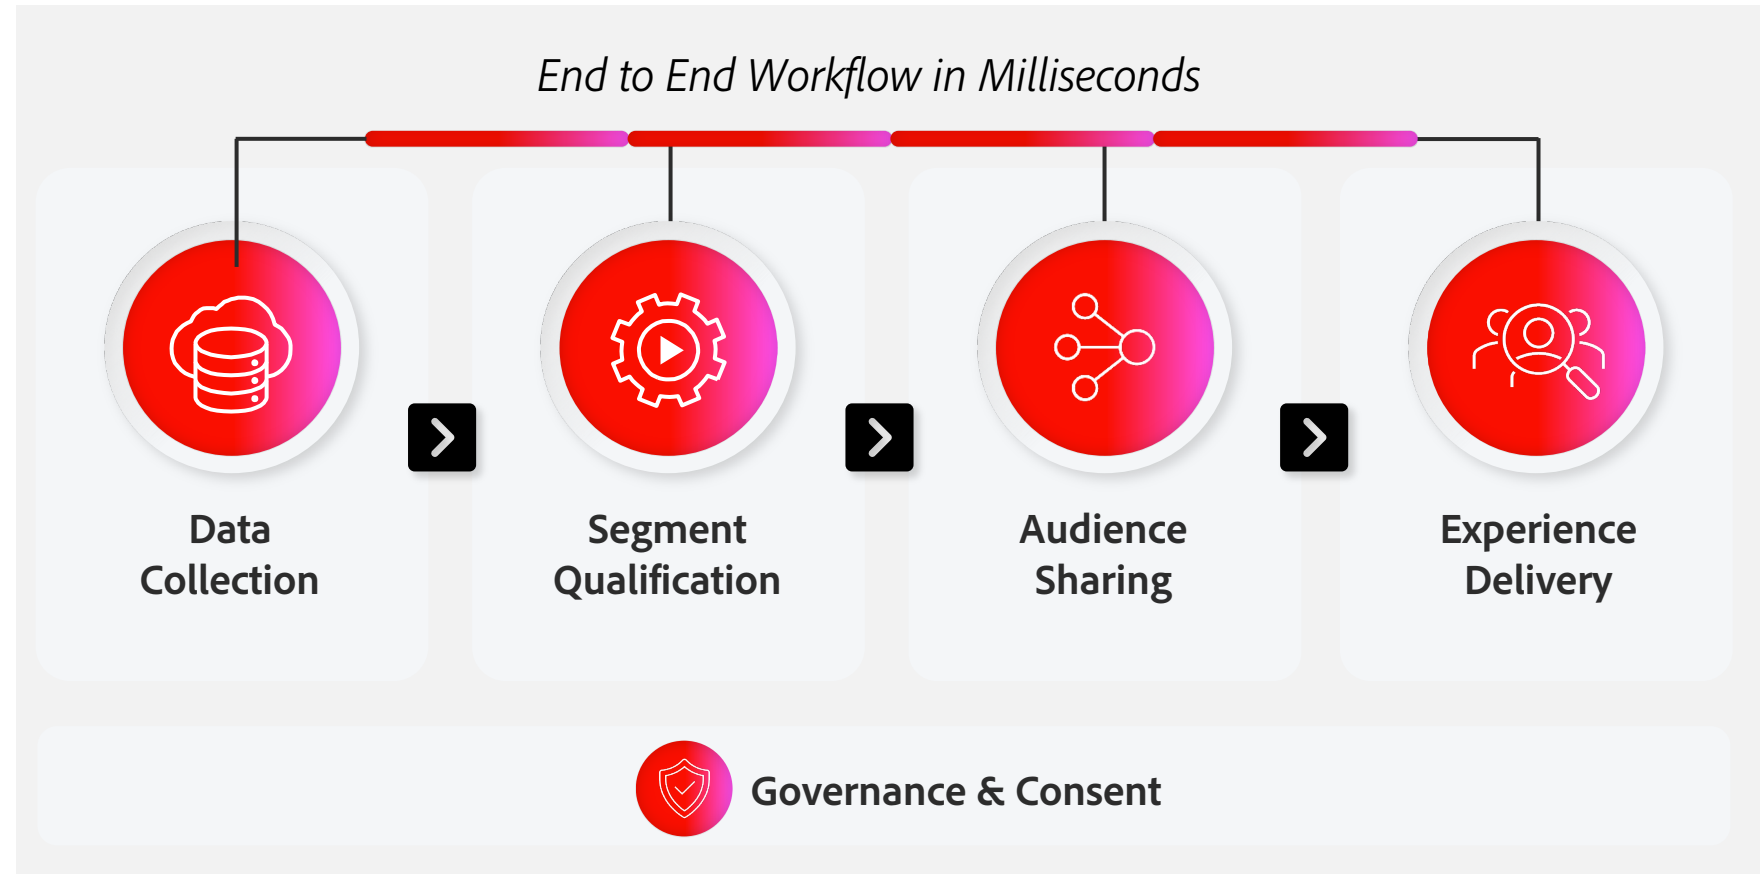 End to End Workflow in Milliseconds
Data
Collection
Segment
Qualification
Audience
Sharing
Experience
Delivery
Governance & Consent